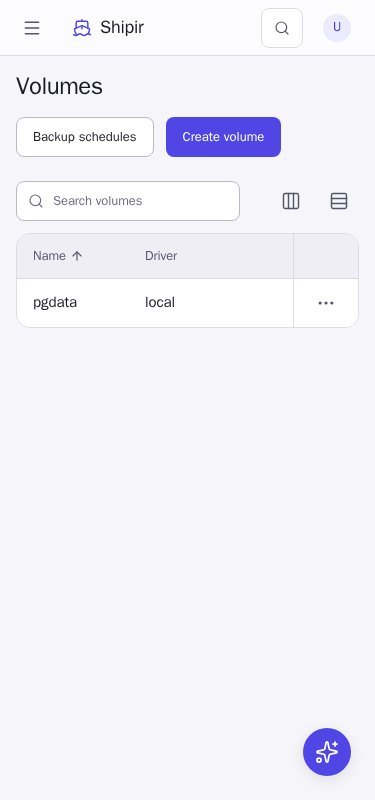 Shipir
U
Volumes
Backup schedules
Create volume
Search volumes
Name
Driver
pgdata
local